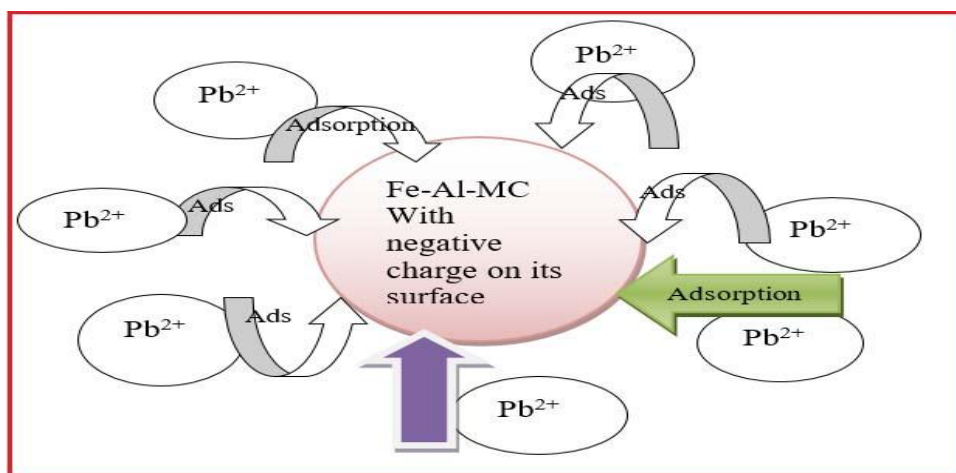 Pb²⁺
Pb²⁺
Ads
Adsorption
Pb²⁺
Ads
Ads
Pb²⁺
Fe-Al-MC
With
negative
charge on its
surface
Adsorption
Pb²⁺
Ads
Pb²⁺
Pb²⁺